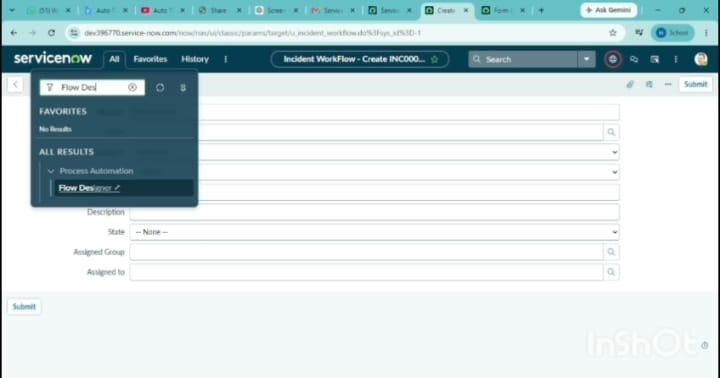 (51) W
Auto T
Auto T
Share
Screen
Servic
Service
Create
Form
Ask Gemini
dev396770.service-now.com/now/nav/ui/classic/params/target/u_incident_workflow.do%3Fsys_id%3D-1
School
servicenow
All
Favorites
History
Incident WorkFlow - Create INC000...
Search
Flow Des
Submit
FAVORITES
No Results
ALL RESULTS
Process Automation
Flow Designer
Description
State
-- None --
Assigned Group
Assigned to
Submit
InShOt